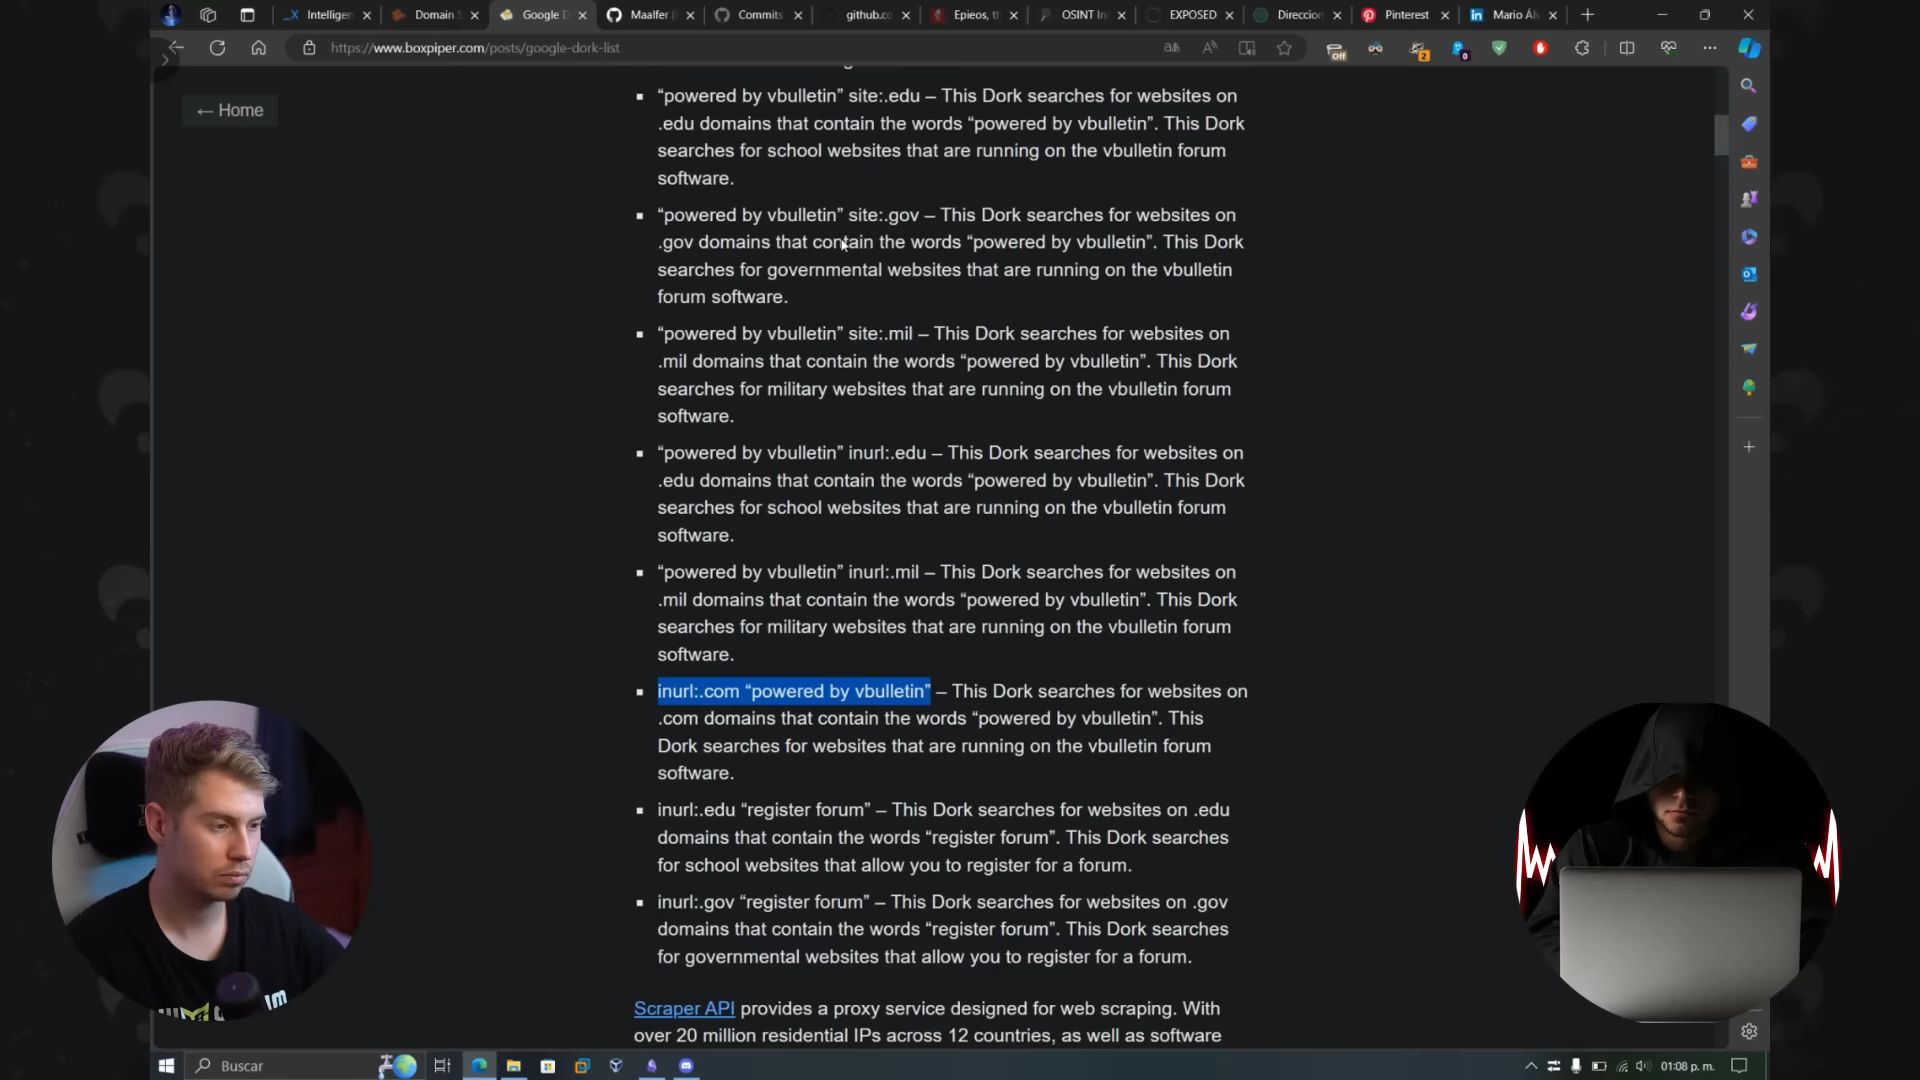 Intelligen
Domain S
Google D
Maalfer (
Commits
github.co
Epieos, th
OSINT In
EXPOSED
Direccion
Pinterest
Mario Ál
https://www.boxpiper.com/posts/google-dork-list
Off
2
0
← Home
“powered by vbulletin” site:.edu – This Dork searches for websites on
.edu domains that contain the words “powered by vbulletin”. This Dork
searches for school websites that are running on the vbulletin forum
software.
“powered by vbulletin” site:.gov – This Dork searches for websites on
.gov domains that contain the words “powered by vbulletin”. This Dork
searches for governmental websites that are running on the vbulletin
forum software.
“powered by vbulletin” site:.mil – This Dork searches for websites on
.mil domains that contain the words “powered by vbulletin”. This Dork
searches for military websites that are running on the vbulletin forum
software.
“powered by vbulletin” inurl:.edu – This Dork searches for websites on
.edu domains that contain the words “powered by vbulletin”. This Dork
searches for school websites that are running on the vbulletin forum
software.
“powered by vbulletin” inurl:.mil – This Dork searches for websites on
.mil domains that contain the words “powered by vbulletin”. This Dork
searches for military websites that are running on the vbulletin forum
software.
inurl:.com “powered by vbulletin” – This Dork searches for websites on
.com domains that contain the words “powered by vbulletin”. This
Dork searches for websites that are running on the vbulletin forum
software.
inurl:.edu “register forum” – This Dork searches for websites on .edu
domains that contain the words “register forum”. This Dork searches
for school websites that allow you to register for a forum.
inurl:.gov “register forum” – This Dork searches for websites on .gov
domains that contain the words “register forum”. This Dork searches
for governmental websites that allow you to register for a forum.
Scraper API provides a proxy service designed for web scraping. With
over 20 million residential IPs across 12 countries, as well as software
Buscar
01:08 p. m.